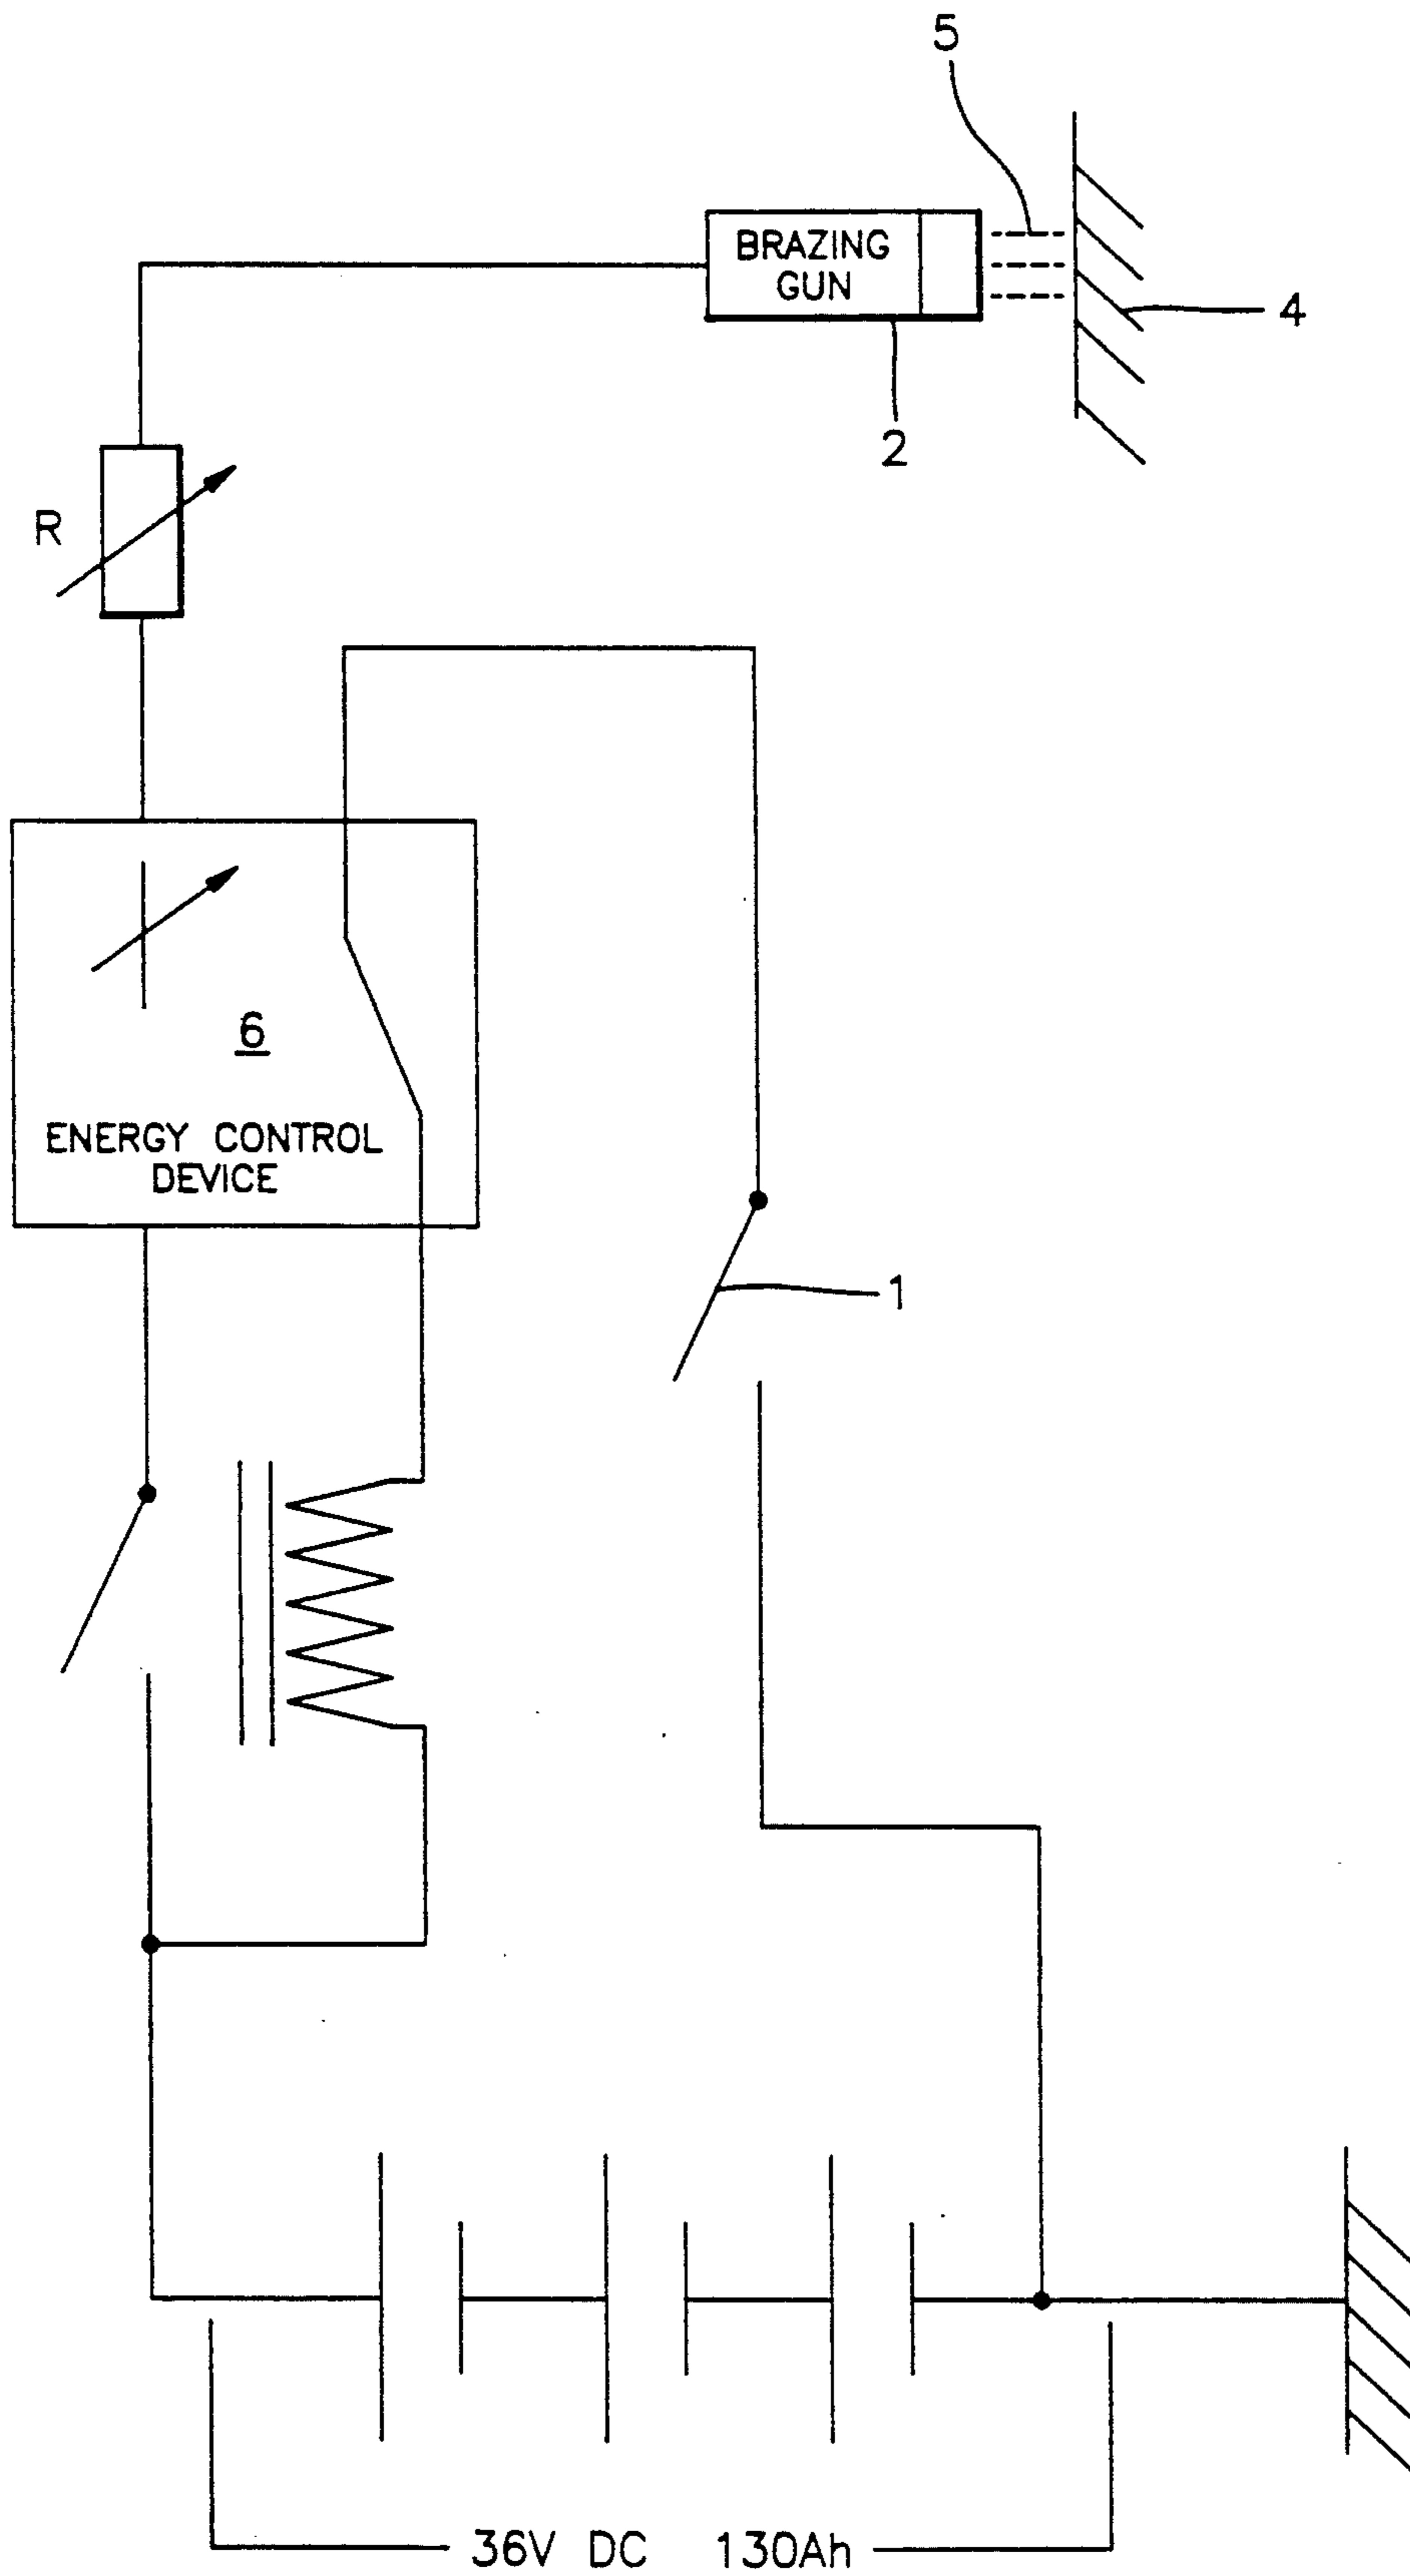 5
BRAZING
GUN
4
2
R
6
ENERGY CONTROL
DEVICE
1
36V DC 130Ah